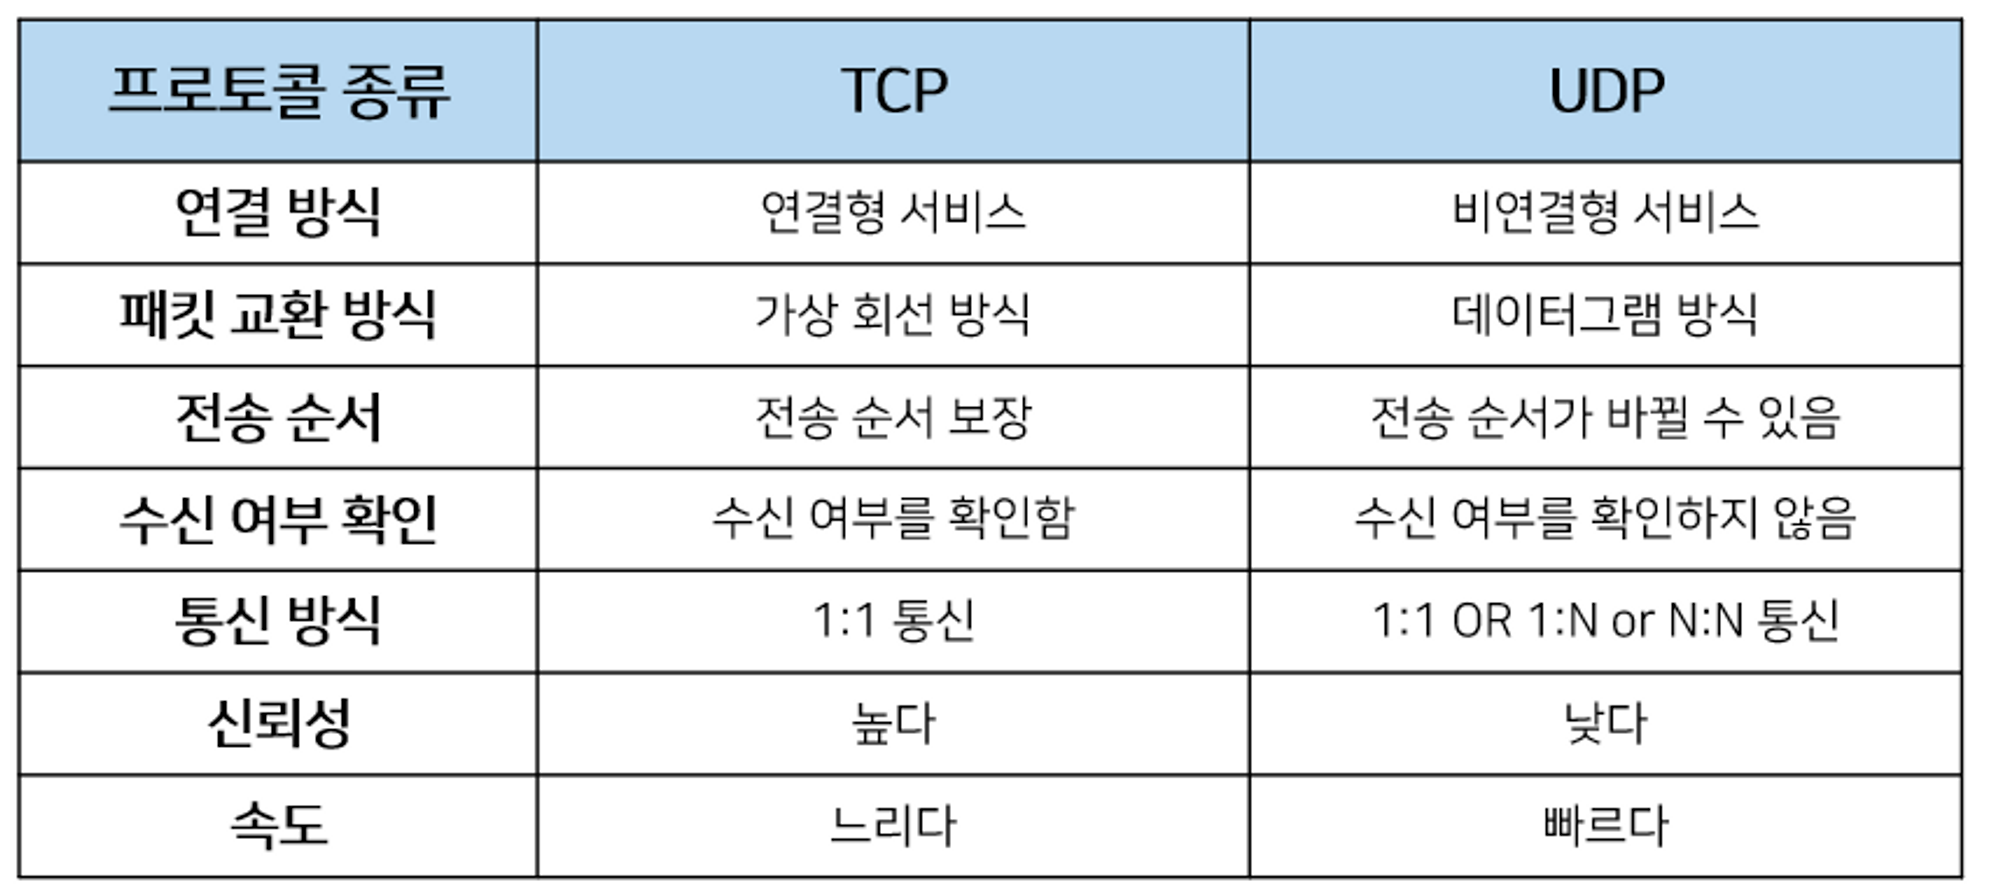 프로토콜 종류 TCP UDP
연결 방식 연결형 서비스 비연결형 서비스
패킷 교환 방식 가상 회선 방식 데이터그램 방식
전송 순서 전송 순서 보장 전송 순서가 바뀔 수 있음
수신 여부 확인 수신 여부를 확인함 수신 여부를 확인하지 않음
통신 방식 1:1 통신 1:1 OR 1:N or N:N 통신
신뢰성 높다 낮다
속도 느리다 빠르다